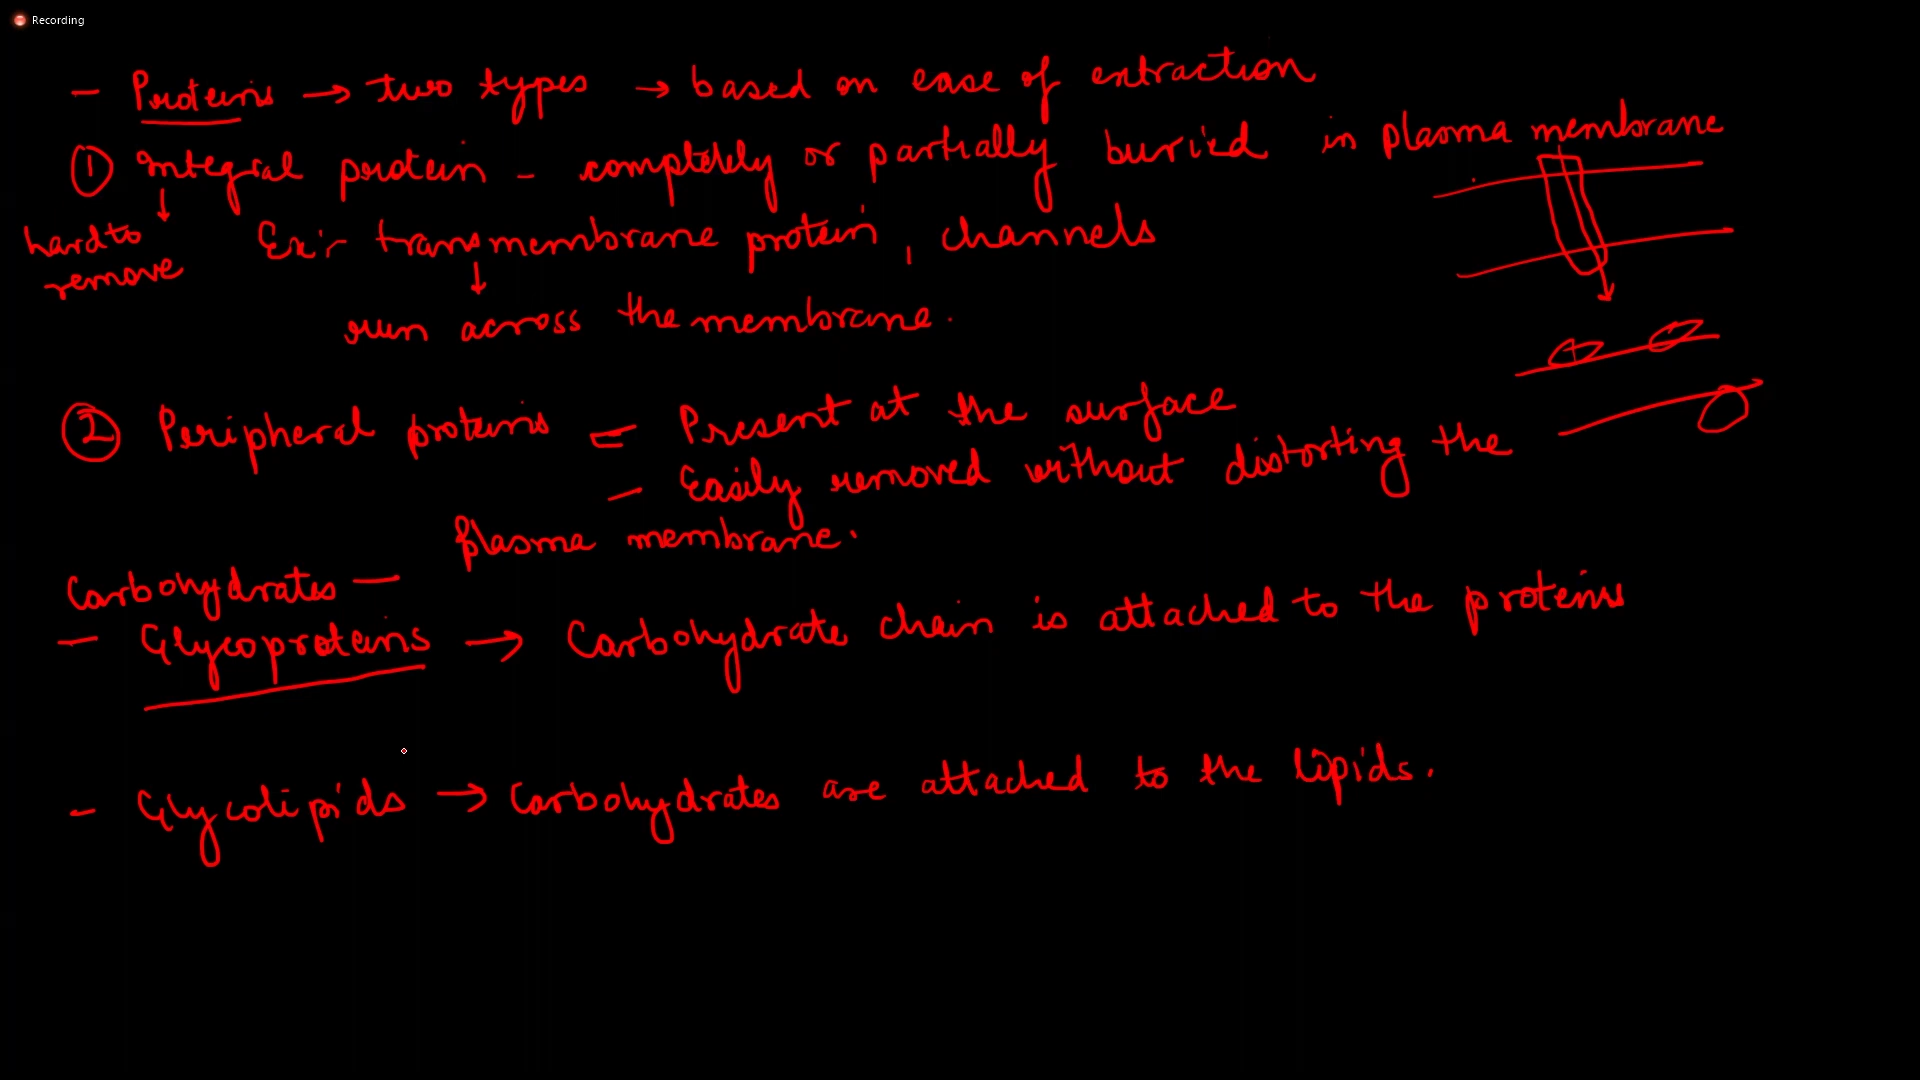 Recording
- Proteins → two types → based on ease of extraction
① Integral protein - completely or partially buried in plasma membrane
↓
hard to remove
Ex:- transmembrane protein, channels
↓
run across the membrane.
② Peripheral proteins = Present at the surface
- Easily removed without distorting the
plasma membrane.
Carbohydrates -
- Glycoproteins → Carbohydrate chain is attached to the proteins
- Glycolipids → Carbohydrates are attached to the lipids.